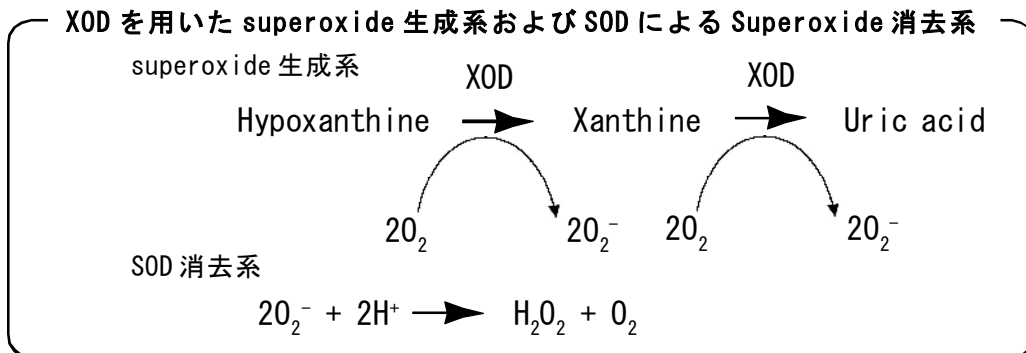 XOD を用いた superoxide 生成系および SOD による Superoxide 消去系
superoxide 生成系
XOD XOD
Hypoxanthine Xanthine Uric acid
2O₂ 2O₂⁻ 2O₂ 2O₂⁻
SOD 消去系
2O₂⁻ + 2H⁺ → H₂O₂ + O₂